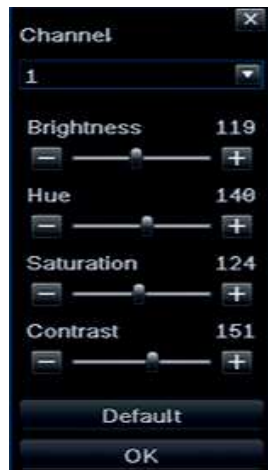 Channel
1
Brightness 119
Hue 140
Saturation 124
Contrast 151
Default
OK